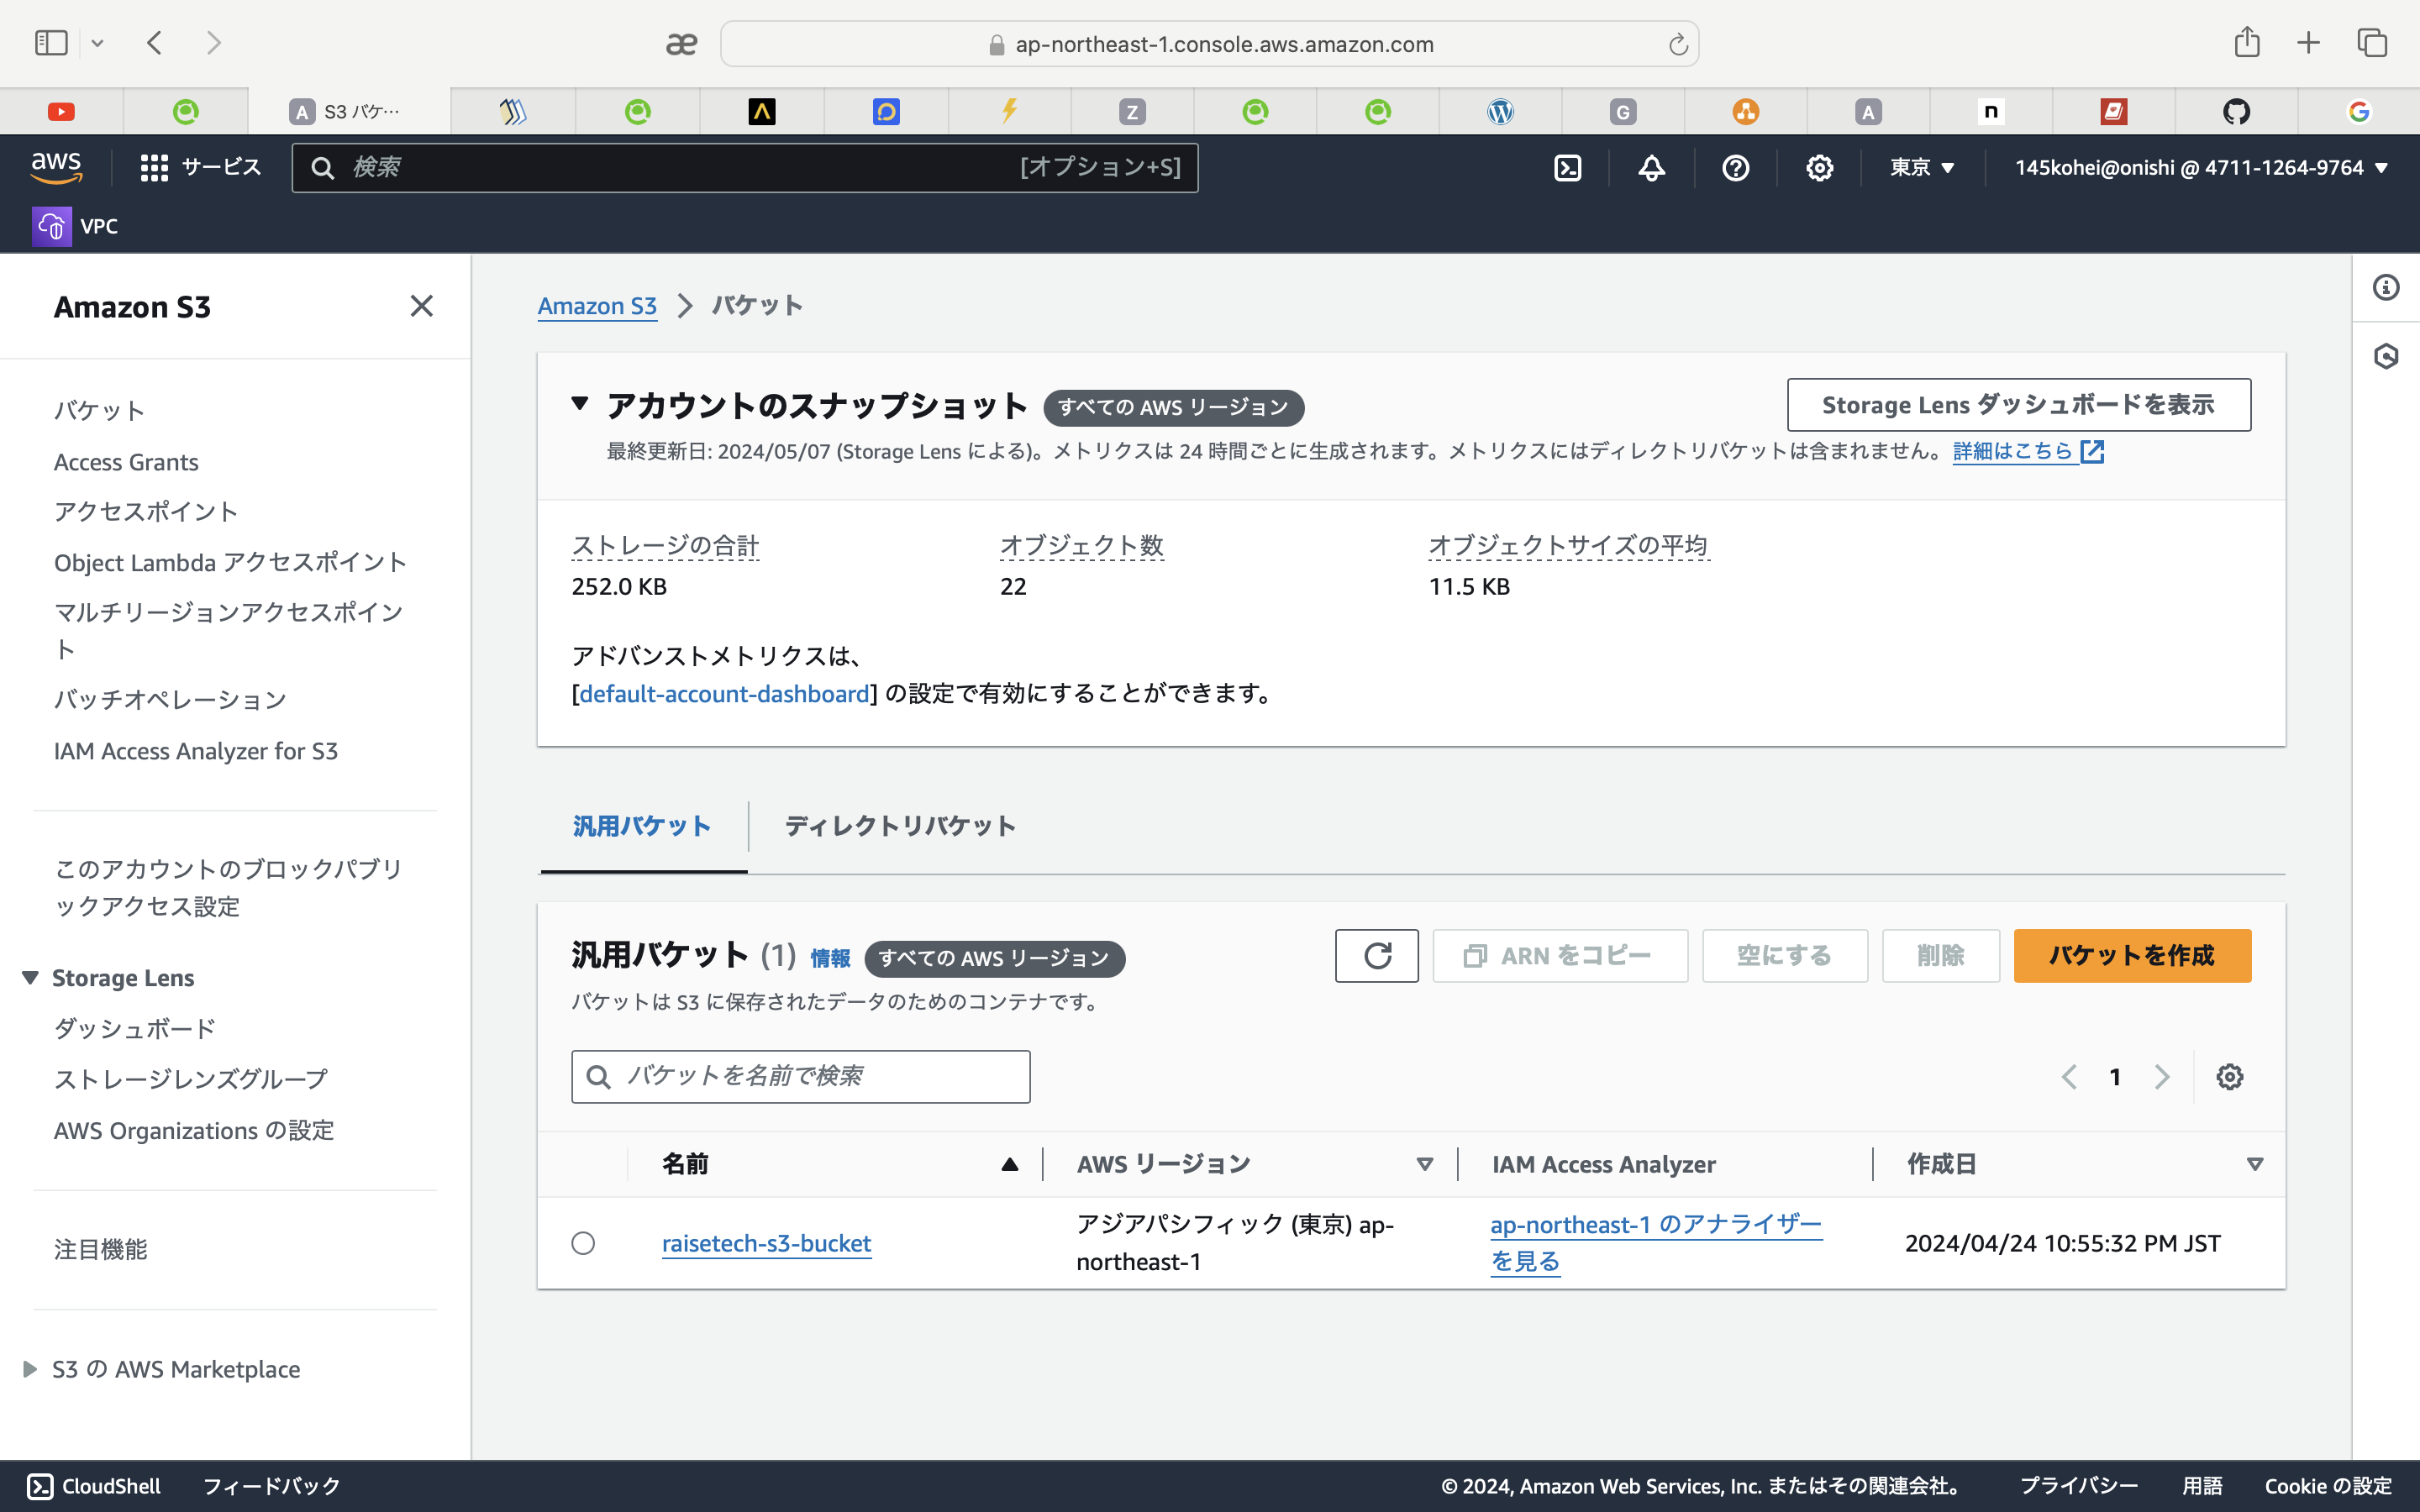 ap-northeast-1.console.aws.amazon.com
A S3 バケ…
Z
G
A
n
aws
サービス
検索
[オプション+S]
東京
145kohei@onishi @ 4711-1264-9764
VPC
Amazon S3
バケット
Access Grants
アクセスポイント
Object Lambda アクセスポイント
マルチリージョンアクセスポイン
ト
バッチオペレーション
IAM Access Analyzer for S3
このアカウントのブロックパブリ
ックアクセス設定
Storage Lens
ダッシュボード
ストレージレンズグループ
AWS Organizations の設定
注目機能
S3 の AWS Marketplace
Amazon S3 バケット
アカウントのスナップショット すべての AWS リージョン
Storage Lens ダッシュボードを表示
最終更新日: 2024/05/07 (Storage Lens による)。メトリクスは 24 時間ごとに生成されます。メトリクスにはディレクトリバケットは含まれません。 詳細はこちら
ストレージの合計
252.0 KB
オブジェクト数
22
オブジェクトサイズの平均
11.5 KB
アドバンストメトリクスは、
[default-account-dashboard] の設定で有効にすることができます。
汎用バケット
ディレクトリバケット
汎用バケット (1) 情報 すべての AWS リージョン
ARN をコピー
空にする
削除
バケットを作成
バケットは S3 に保存されたデータのためのコンテナです。
バケットを名前で検索
1
名前
AWS リージョン
IAM Access Analyzer
作成日
raisetech-s3-bucket
アジアパシフィック (東京) ap-
northeast-1
ap-northeast-1 のアナライザー
を見る
2024/04/24 10:55:32 PM JST
CloudShell
フィードバック
© 2024, Amazon Web Services, Inc. またはその関連会社。
プライバシー
用語
Cookie の設定